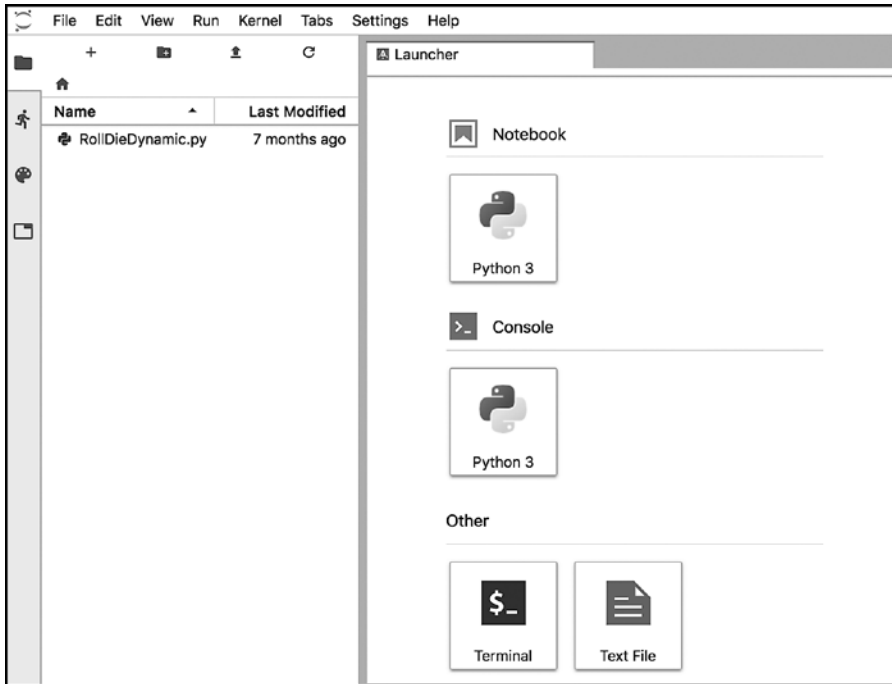 File Edit View Run Kernel Tabs Settings Help
Launcher
Name Last Modified
RollDieDynamic.py 7 months ago
Notebook
Python 3
>_ Console
Python 3
Other
$_
Terminal Text File